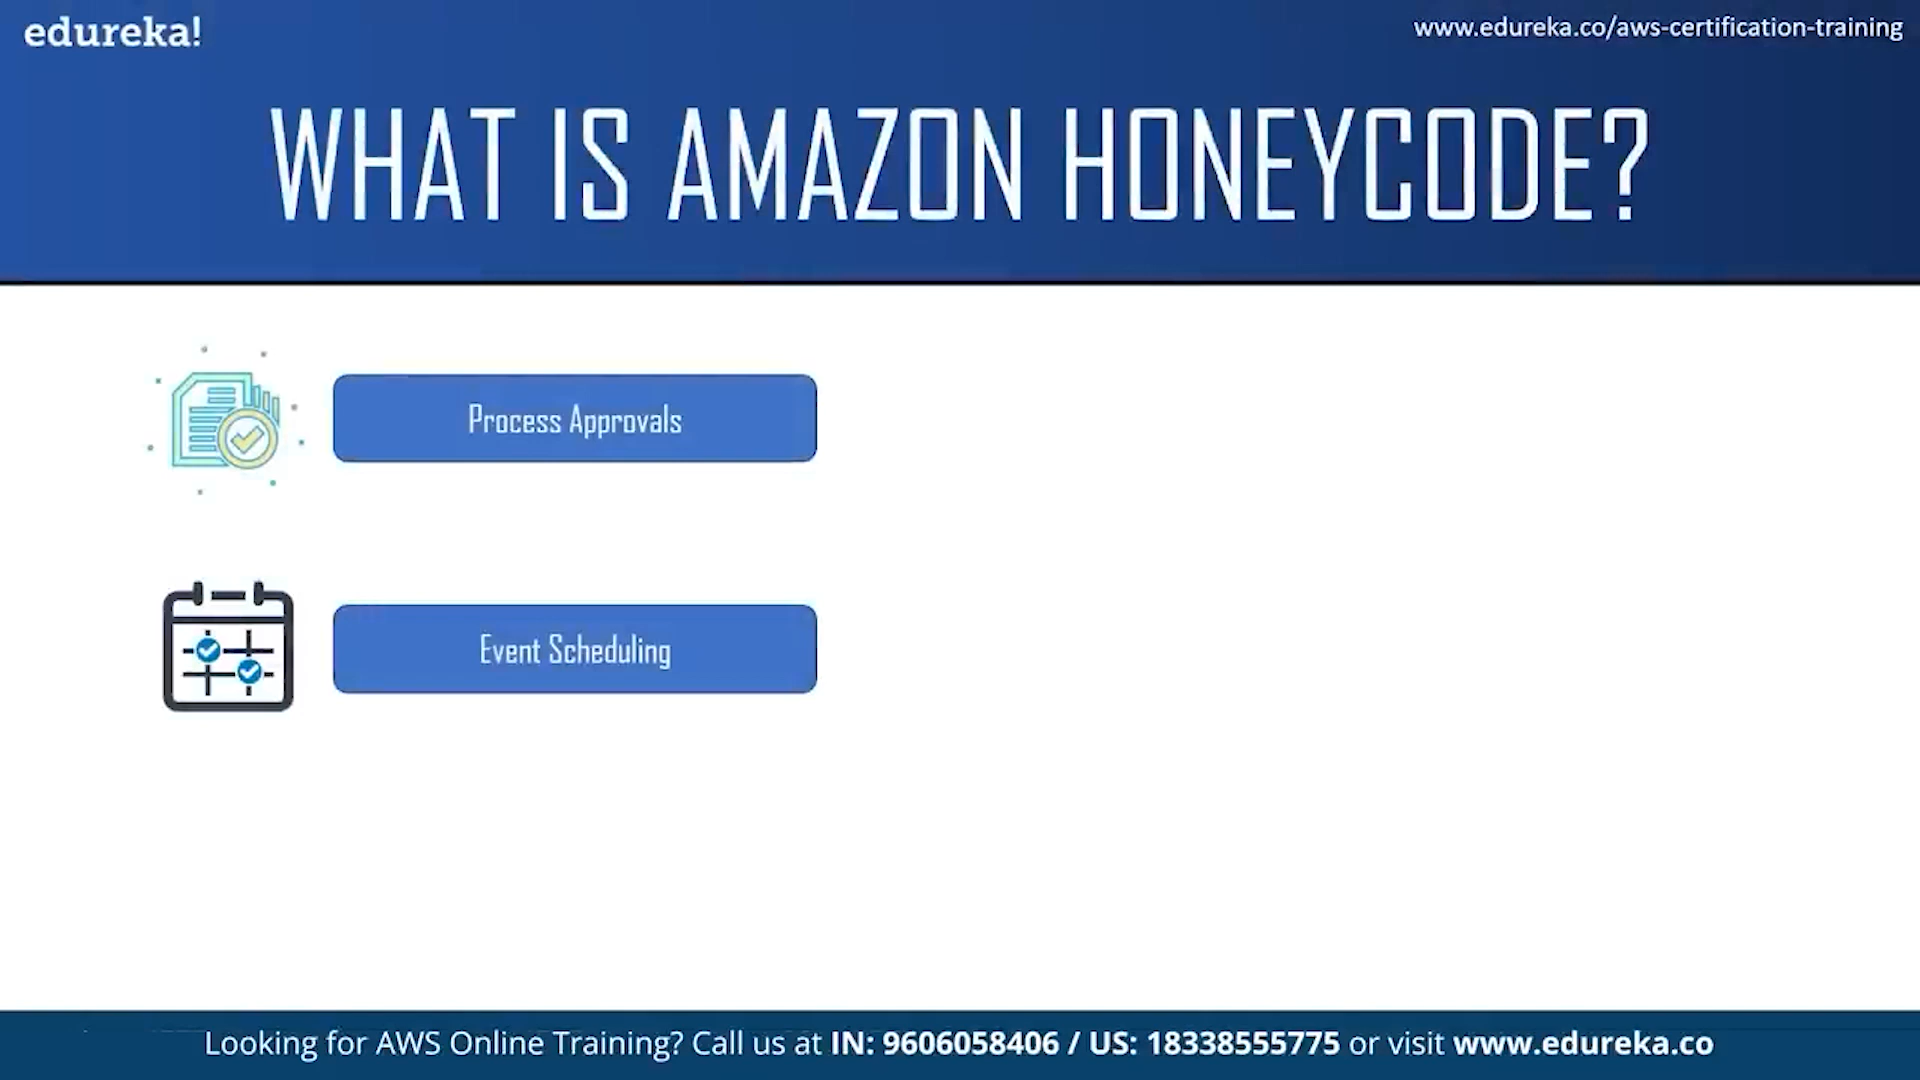 edureka!
www.edureka.co/aws-certification-training
WHAT IS AMAZON HONEYCODE?
Process Approvals
Event Scheduling
Looking for AWS Online Training? Call us at IN: 9606058406 / US: 18338555775 or visit www.edureka.co